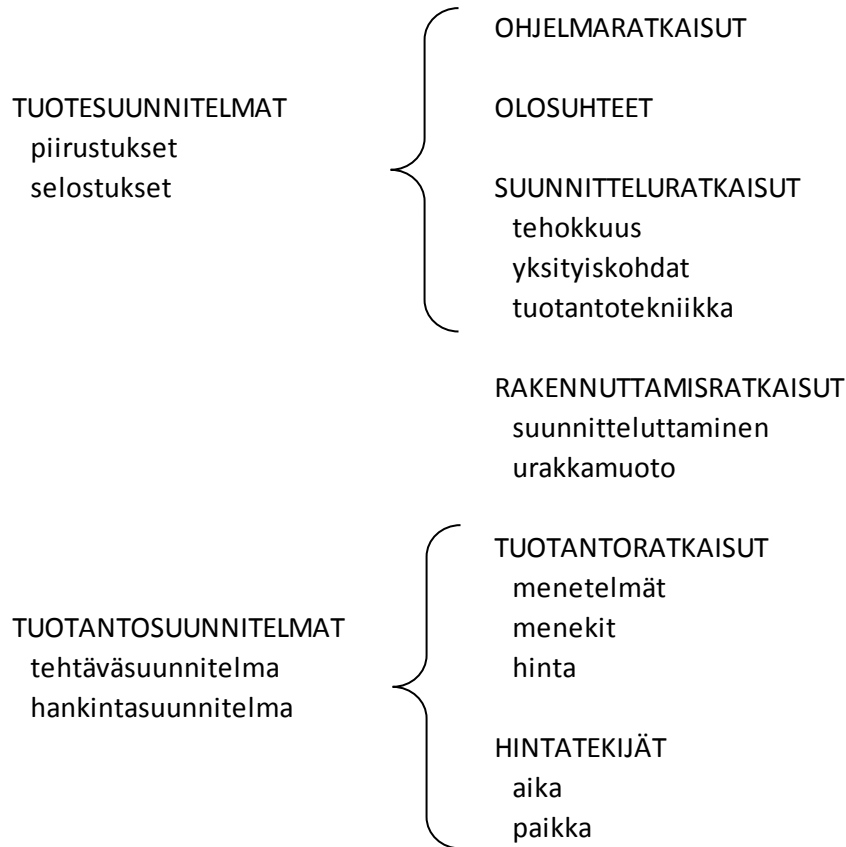 TUOTESUUNNITELMAT
piirustukset
selostukset
OHJELMARATKAISUT
OLOSUHTEET
SUUNNITTELURATKAISUT
tehokkuus
yksityiskohdat
tuotantotekniikka
RAKENNUTTAMISRATKAISUT
suunnitteluttaminen
urakkamuoto
TUOTANTOSUUNNITELMAT
tehtäväsuunnitelma
hankintasuunnitelma
TUOTANTORATKAISUT
menetelmät
menekit
hinta
HINTATEKIJÄT
aika
paikka